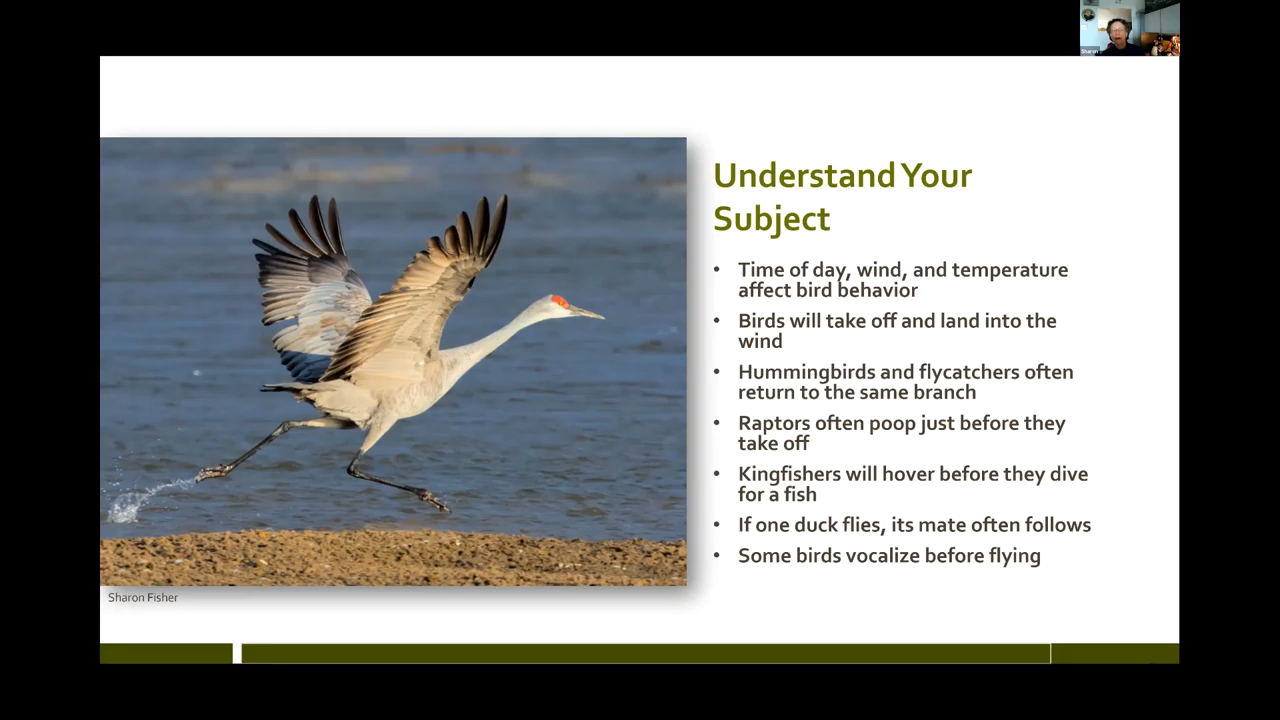 Sharon
Understand Your
Subject
• Time of day, wind, and temperature
affect bird behavior
• Birds will take off and land into the
wind
• Hummingbirds and flycatchers often
return to the same branch
• Raptors often poop just before they
take off
• Kingfishers will hover before they dive
for a fish
• If one duck flies, its mate often follows
• Some birds vocalize before flying
Sharon Fisher